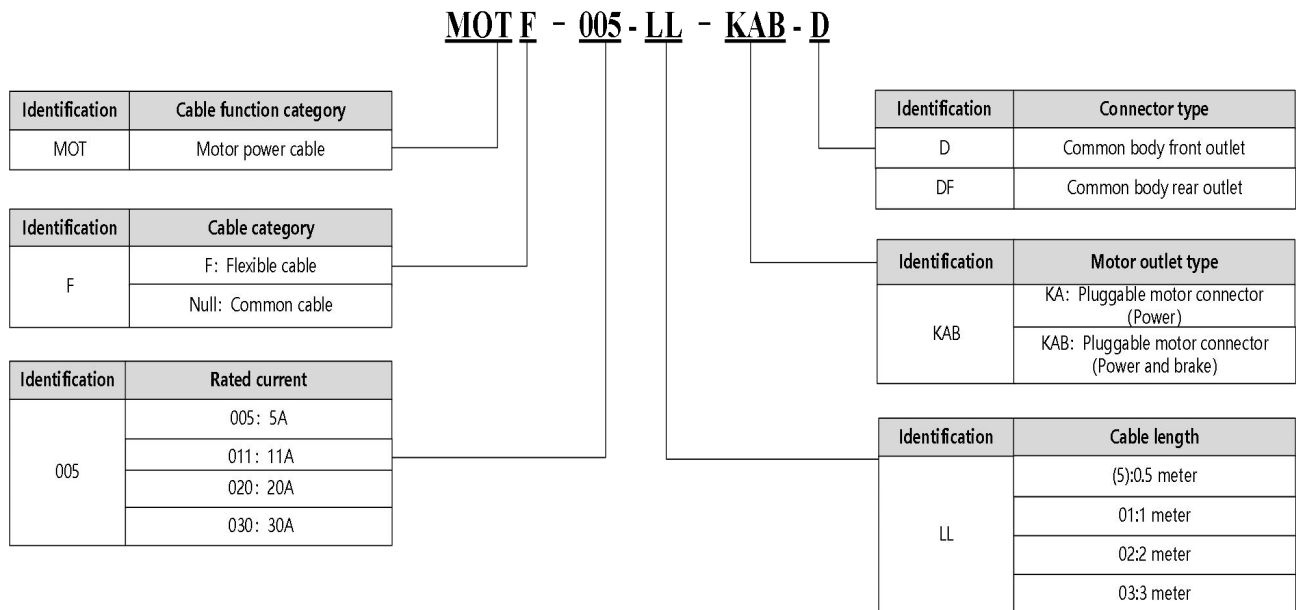 MOTF - 005 - LL - KAB - D
Identification Cable function category
MOT Motor power cable
Identification Cable category
F
F: Flexible cable
Null: Common cable
Identification Rated current
005
005: 5A
011: 11A
020: 20A
030: 30A
Identification Connector type
D Common body front outlet
DF Common body rear outlet
Identification Motor outlet type
KAB
KA: Pluggable motor connector
(Power)
KAB: Pluggable motor connector
(Power and brake)
Identification Cable length
LL
(5):0.5 meter
01:1 meter
02:2 meter
03:3 meter